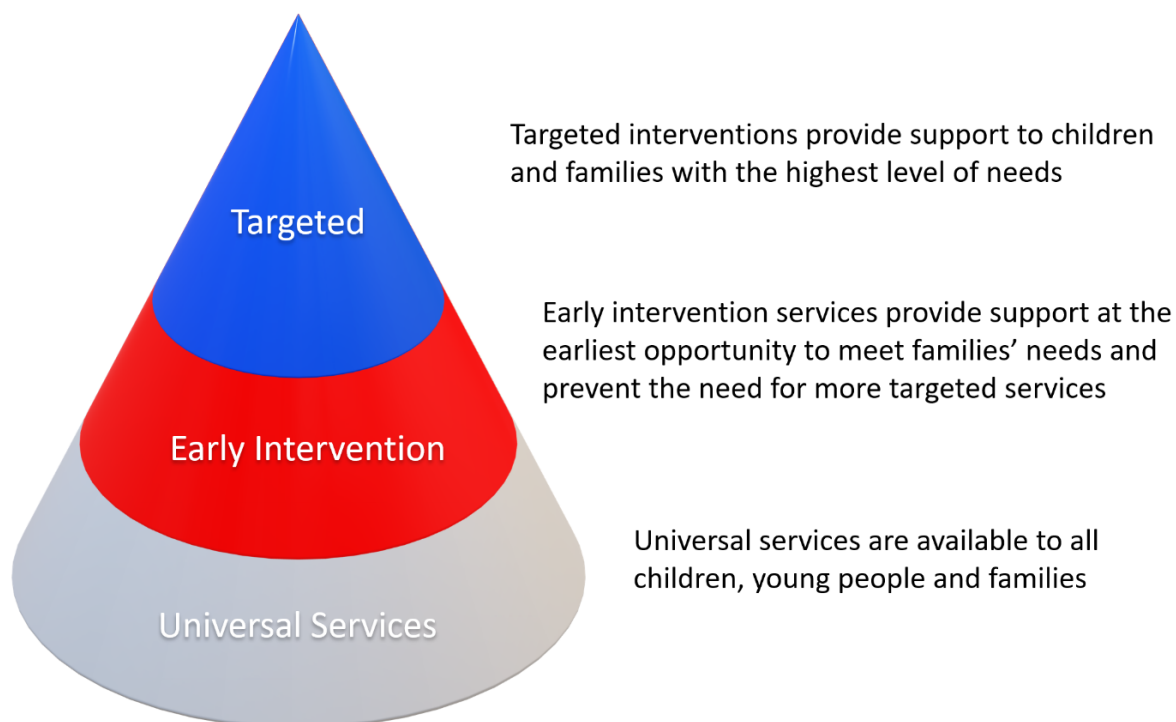 Targeted interventions provide support to children
and families with the highest level of needs
Targeted
Early intervention services provide support at the
earliest opportunity to meet families’ needs and
prevent the need for more targeted services
Early Intervention
Universal services are available to all
children, young people and families
Universal Services